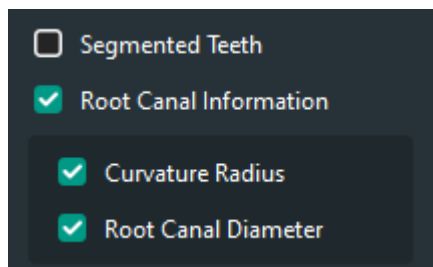 Segmented Teeth
Root Canal Information
Curvature Radius
Root Canal Diameter